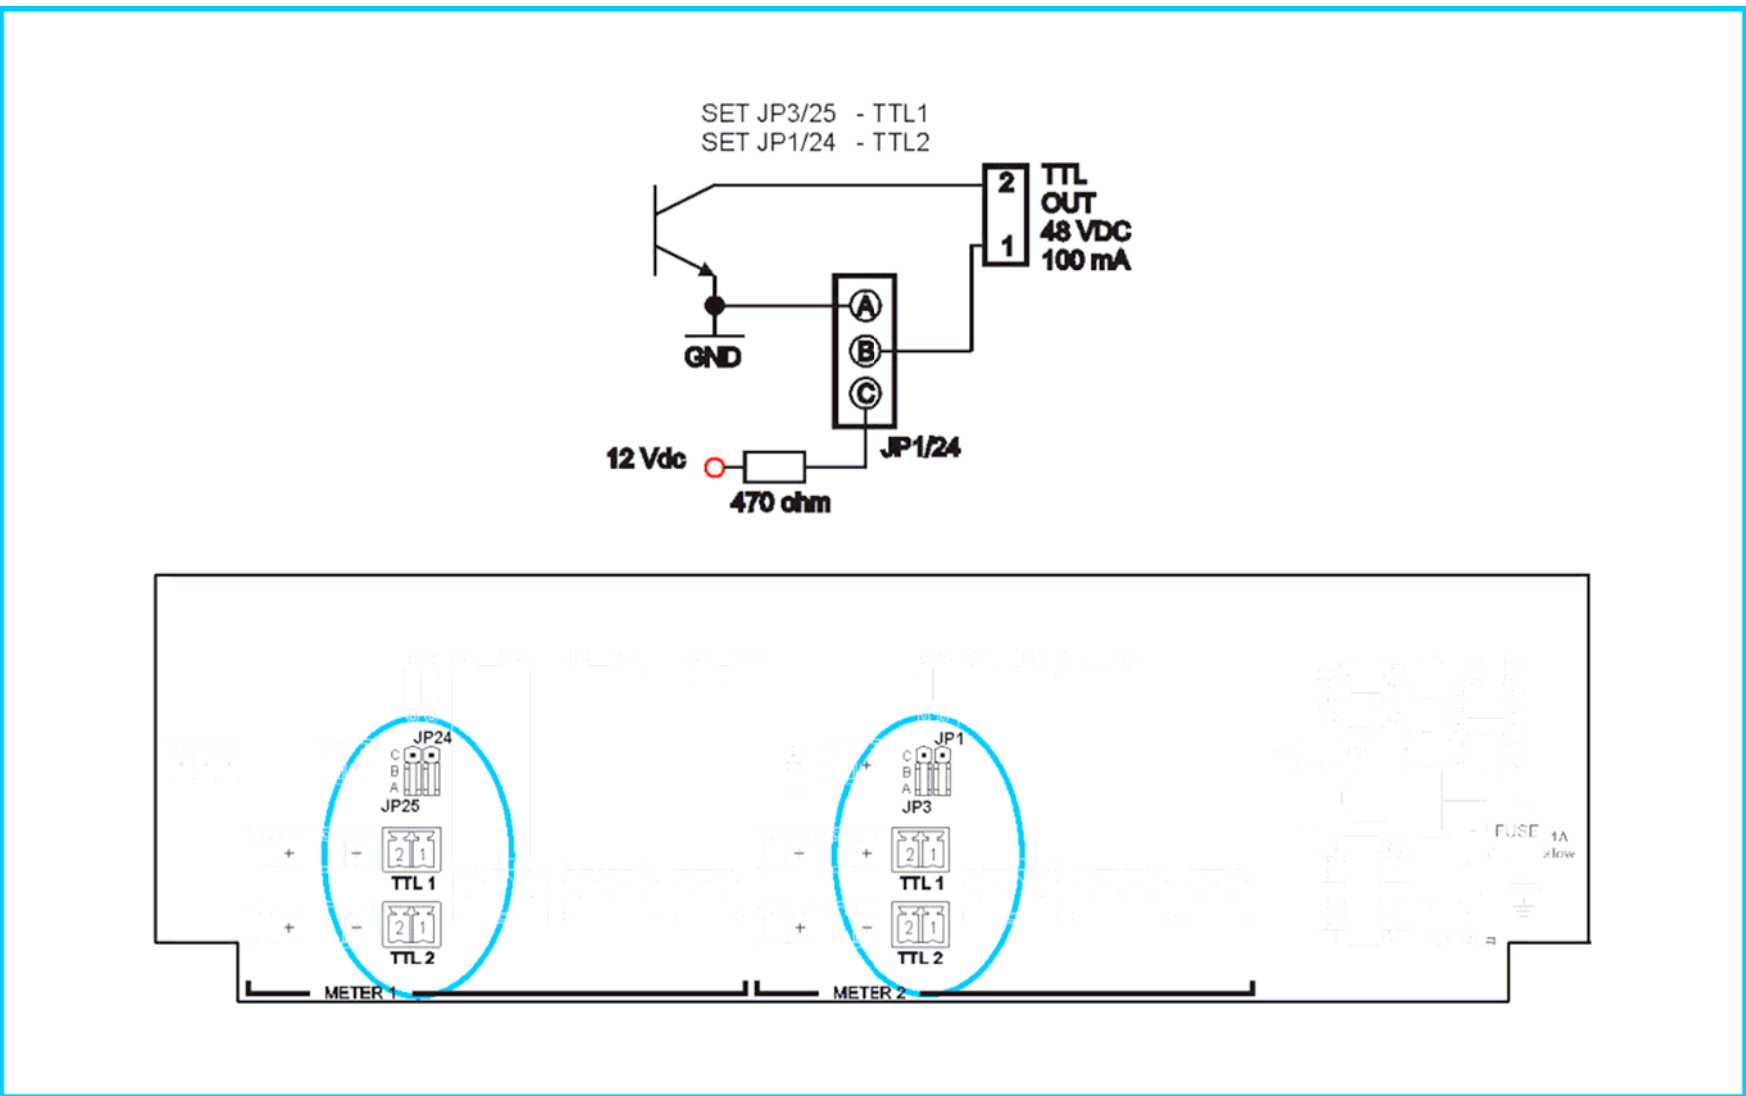 SET JP3/25 - TTL1
SET JP1/24 - TTL2
2
TTL
OUT
48 VDC
100 mA
1
A
B
C
GND
JP1/24
12 Vdc
470 ohm
JP24
C
B
A
JP25
2 1
TTL 1
2 1
TTL 2
METER 1
JP1
C
B
A
JP3
2 1
TTL 1
2 1
TTL 2
METER 2
+ -
+ -
- +
+ -
+
FUSE 1A
slow